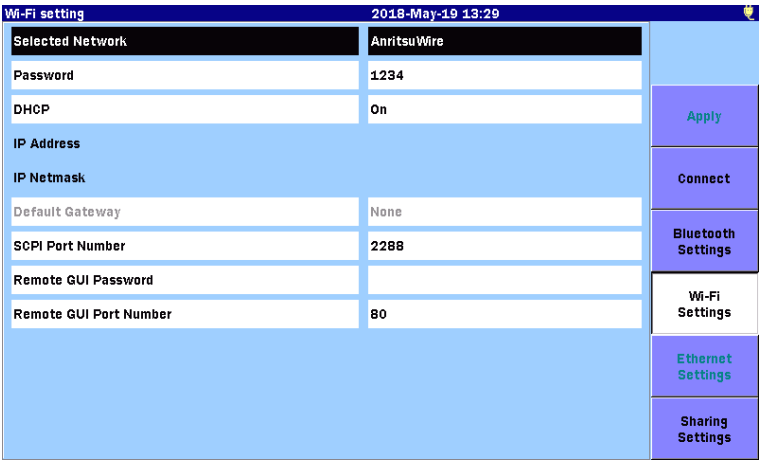 Wi-Fi setting 2018-May-19 13:29
Selected Network AnritsuWire
Password 1234
DHCP On
IP Address
IP Netmask
Default Gateway None
SCPI Port Number 2288
Remote GUI Password
Remote GUI Port Number 80
Apply
Connect
Bluetooth
Settings
Wi-Fi
Settings
Ethernet
Settings
Sharing
Settings